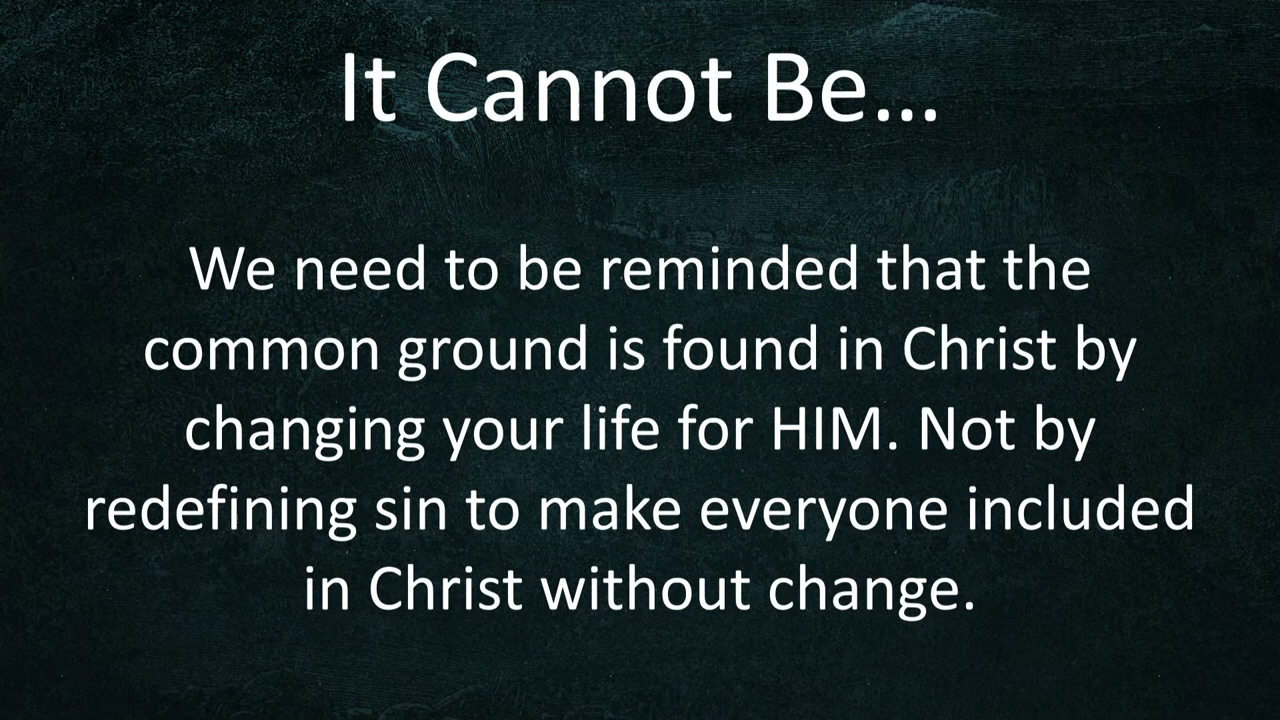 It Cannot Be...
We need to be reminded that the
common ground is found in Christ by
changing your life for HIM. Not by
redefining sin to make everyone included
in Christ without change.